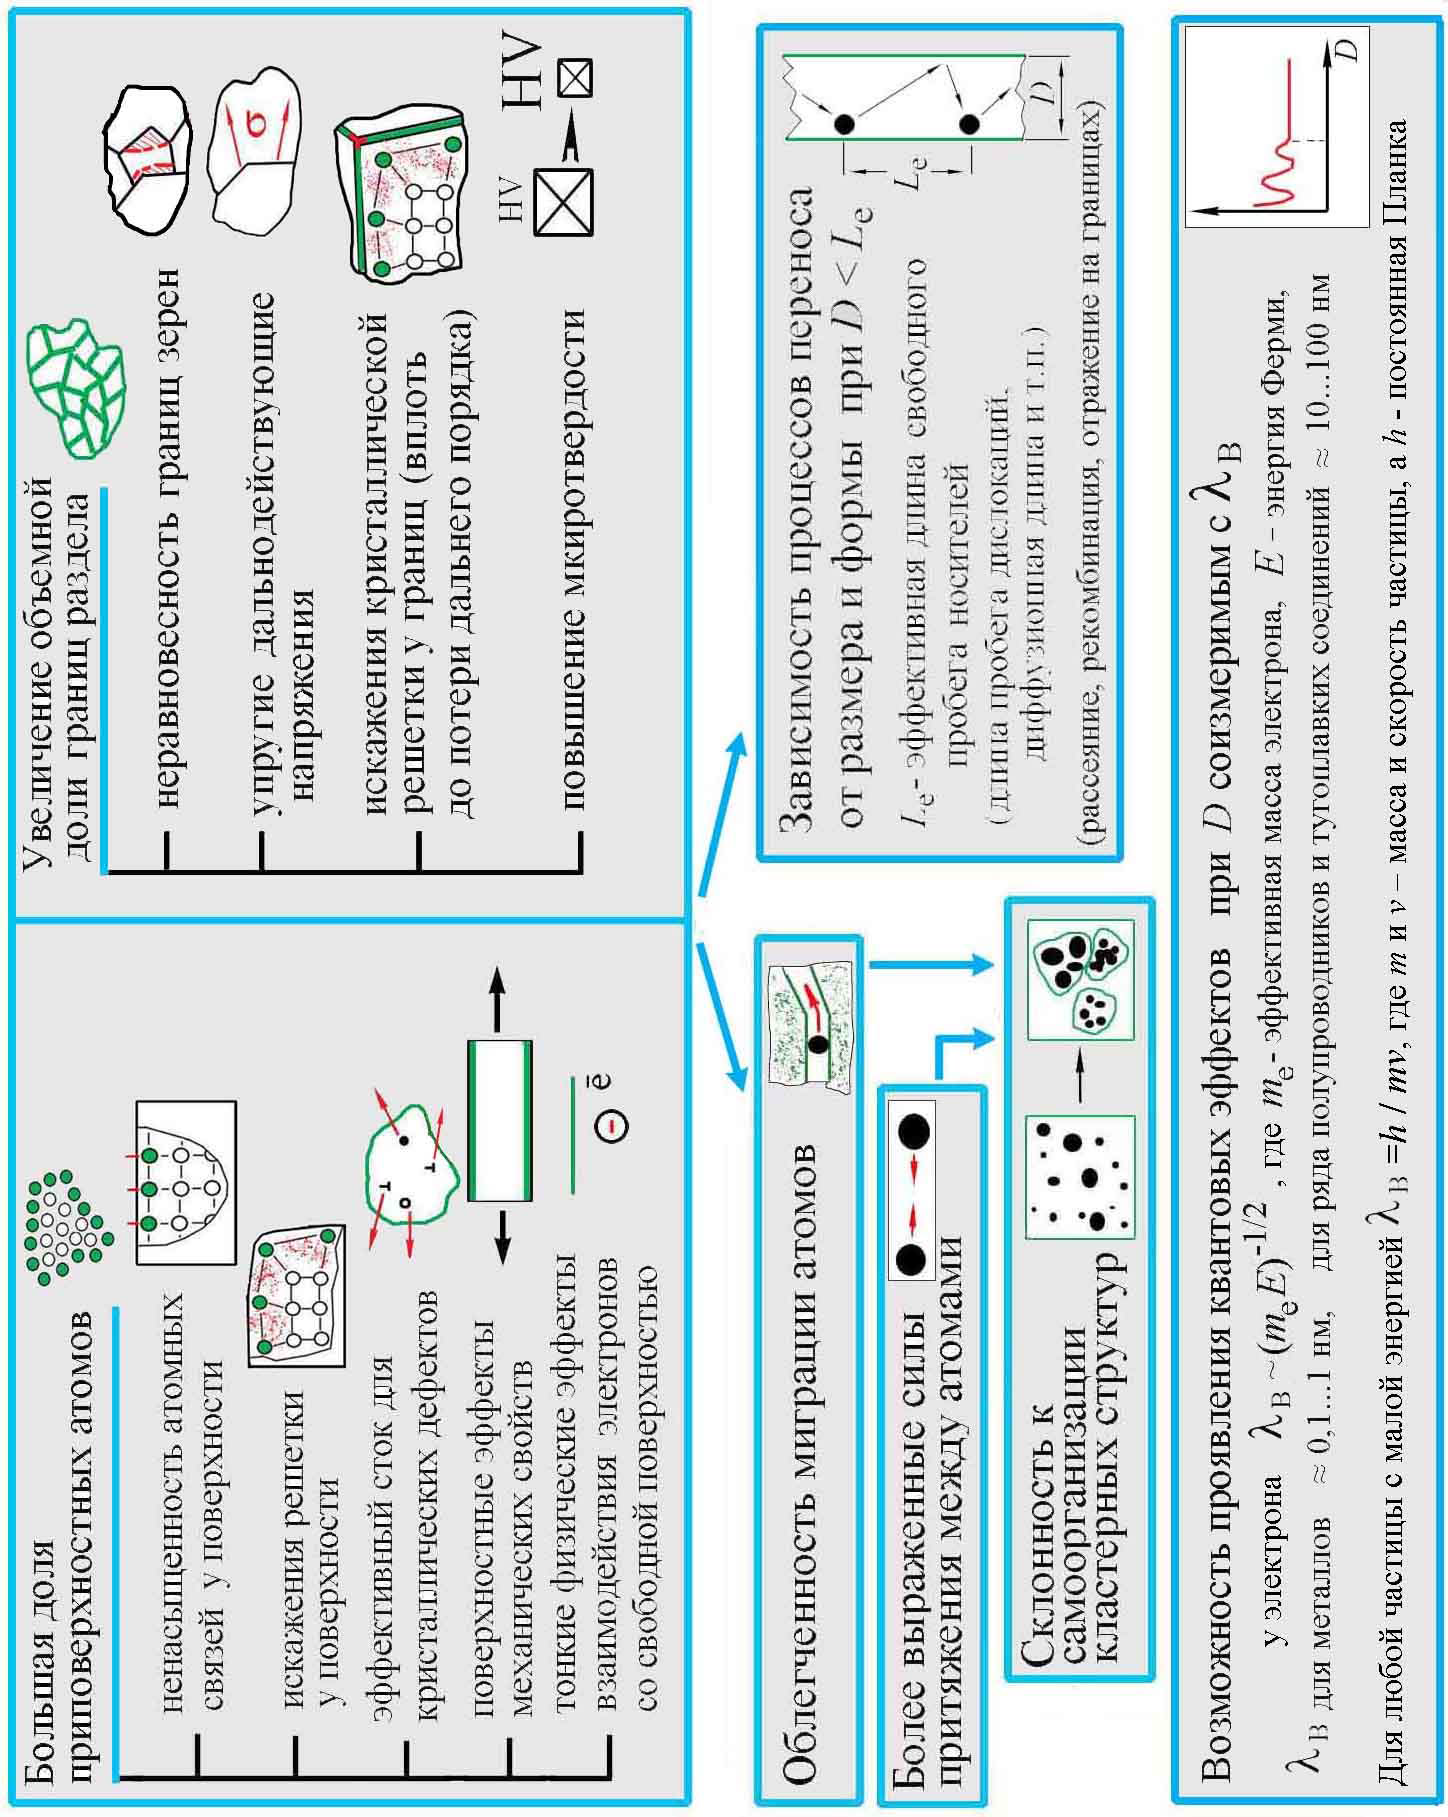 Большая доля
приповерхностных атомов
ненасыщенность атомных
связей у поверхности
искажения решетки
у поверхности
эффективный сток для
кристаллических дефектов
поверхностные эффекты
механических свойств
тонкие физические эффекты
взаимодействия электронов
со свободной поверхностью
ē
Увеличение объемной
доли границ раздела
неравновесность границ зерен
упругие дальнодействующие
напряжения
σ
искажения кристаллической
решетки у границ (вплоть
до потери дальнего порядка)
повышение мкиротвердости
HV
HV
Облегченность миграции атомов
Более выраженные силы
притяжения между атомами
Склонность к
самоорганизации
кластерных структур
Зависимость процессов переноса
от размера и формы при D < Lе
Lе- эффективная длина свободного
пробега носителей
(длина пробега дислокаций,
диффузионная длина и т.п.)
(рассеяние, рекомбинация, отражение на границах)
Lе
D
Возможность проявления квантовых эффектов при D соизмеримым с λВ
у электрона λВ ~ (mеE)^-1/2 , где mе- эффективная масса электрона, E – энергия Ферми,
λВ для металлов ≈ 0,1...1 нм, для ряда полупроводников и тугоплавких соединений ≈ 10...100 нм
Для любой частицы с малой энергией λВ =h / mv, где m и v – масса и скорость частицы, а h - постоянная Планка
D